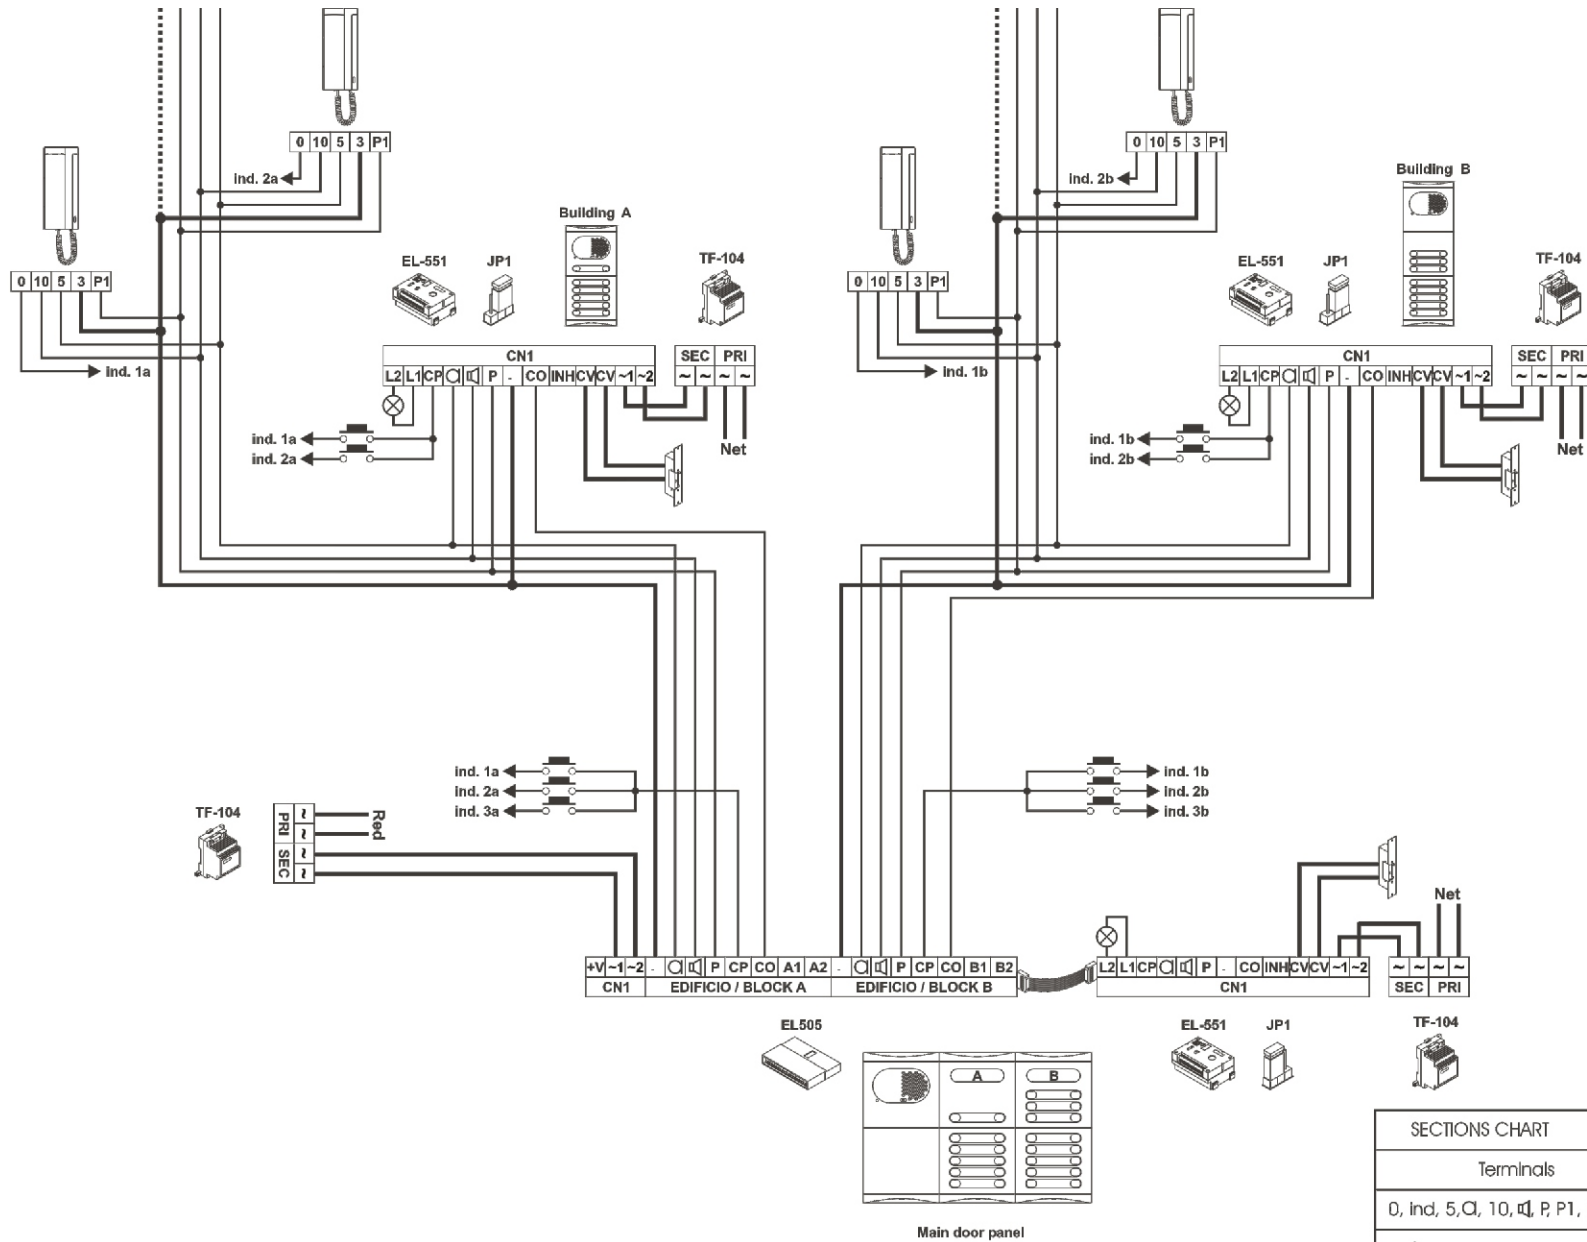 0 10 5 3 P1
0 10 5 3 P1
ind. 2a
ind. 2b
Building B
Building A
EL-551 JP1 TF-104
EL-551 JP1 TF-104
0 10 5 3 P1
0 10 5 3 P1
CN1 SEC PRI
CN1 SEC PRI
ind. 1a
L2 L1 CP P - CO INH CV CV ~1 ~2 ~ ~ ~ ~
ind. 1b
L2 L1 CP P - CO INH CV CV ~1 ~2 ~ ~ ~ ~
ind. 1a
ind. 2a
Net
ind. 1b
ind. 2b
Net
ind. 1a
ind. 2a
ind. 3a
ind. 1b
ind. 2b
ind. 3b
TF-104
PRI ~ ~
SEC ~ ~
Red
Net
+V ~1 ~2 - P CP CO A1 A2 - P CP CO B1 B2
CN1 EDIFICIO / BLOCK A EDIFICIO / BLOCK B
L2 L1 CP P - CO INH CV CV ~1 ~2 ~ ~ ~ ~
CN1 SEC PRI
EL505
EL-551 JP1 TF-104
A B
Main door panel
SECTIONS CHART
Terminals
0, ind, 5, 10, P, P1,